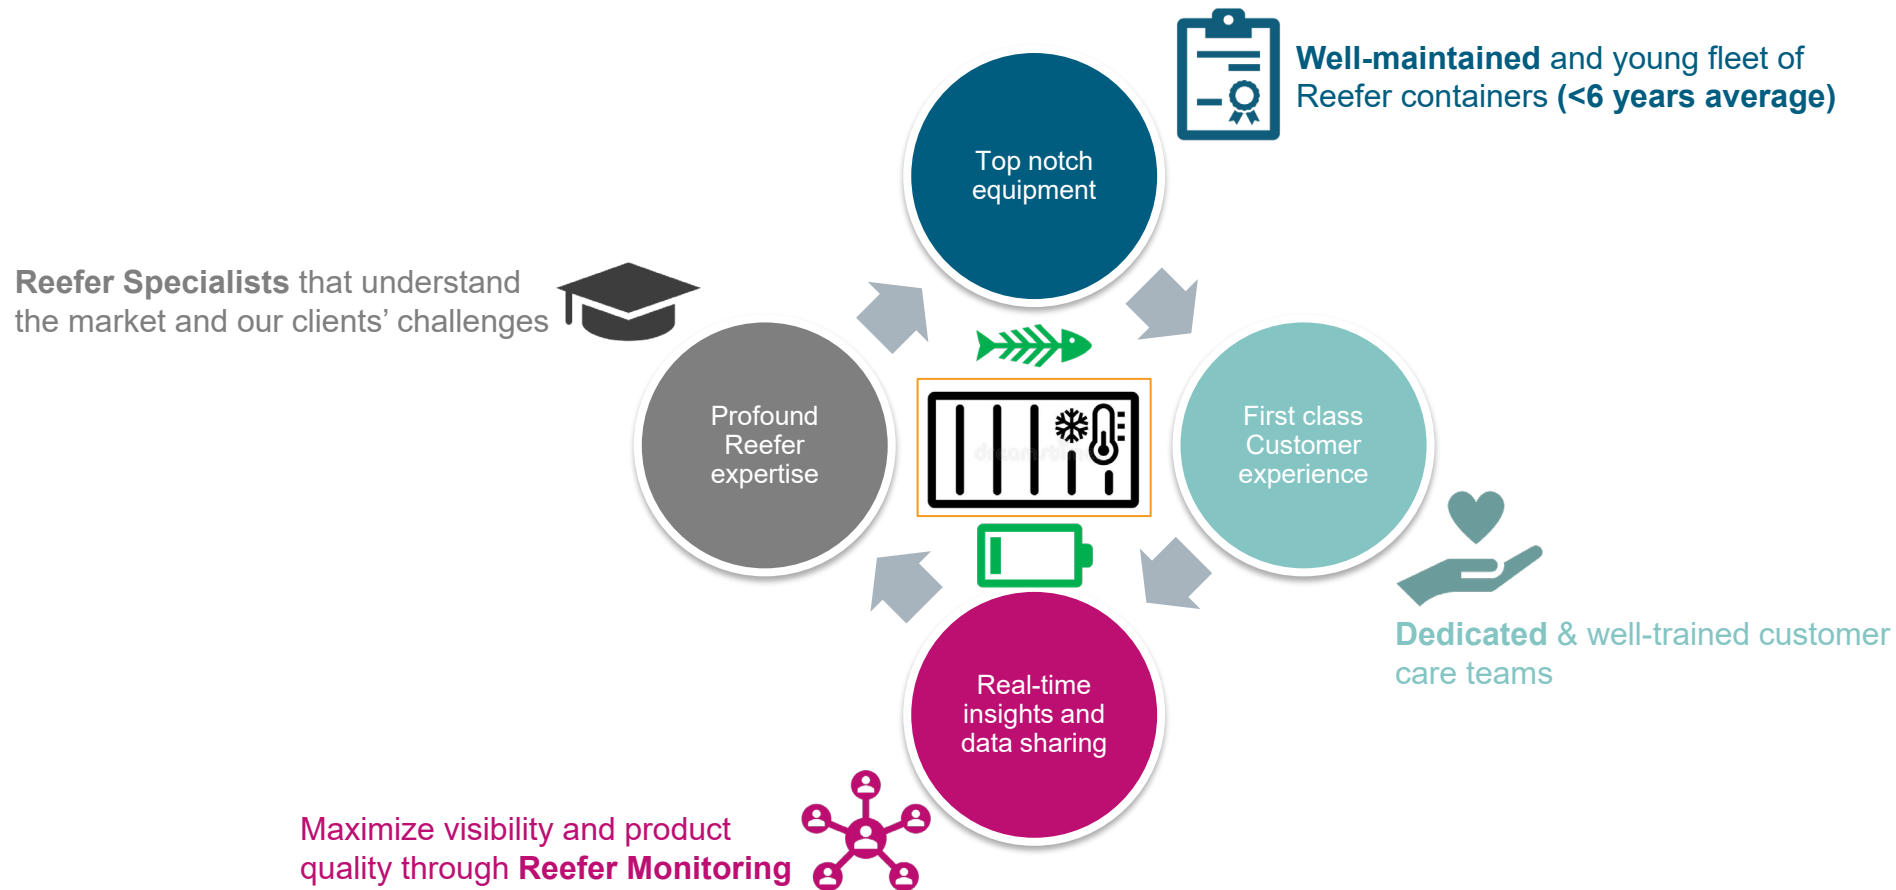 Well-maintained and young fleet of
Reefer containers (<6 years average)
Top notch
equipment
Reefer Specialists that understand
the market and our clients’ challenges
Profound
Reefer
expertise
dreamstime
First class
Customer
experience
Dedicated & well-trained customer
care teams
Real-time
insights and
data sharing
Maximize visibility and product
quality through Reefer Monitoring